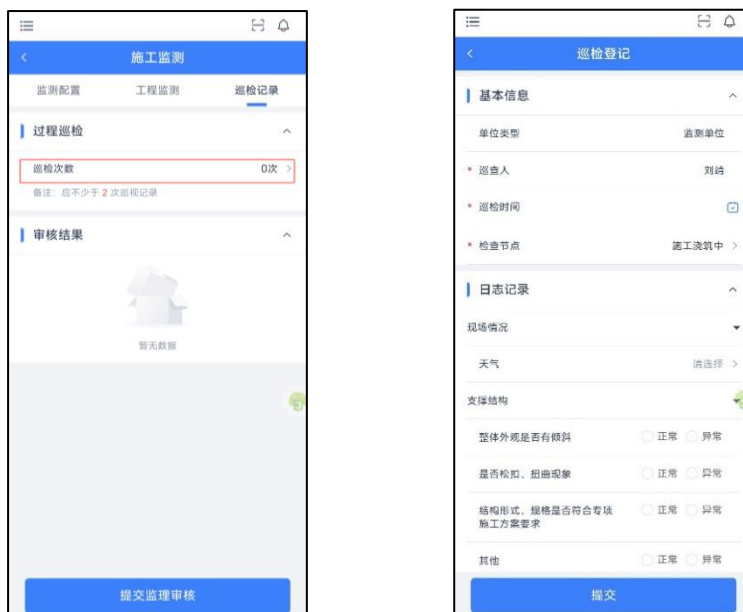 施工监测
监测配置 工程监测 巡检记录
过程巡检
巡检次数 0次
备注：应不少于 2 次巡视记录
审核结果
暂无数据
提交监理审核
巡检登记
基本信息
单位类型 监测单位
* 巡查人 刘靖
* 巡检时间
* 检查节点 施工浇筑中
日志记录
现场情况
天气 请选择
支撑结构
整体外观是否有倾斜 正常 异常
是否松扣、扭曲现象 正常 异常
结构形式、规格是否符合专项
施工方案要求 正常 异常
其他 正常 异常
提交